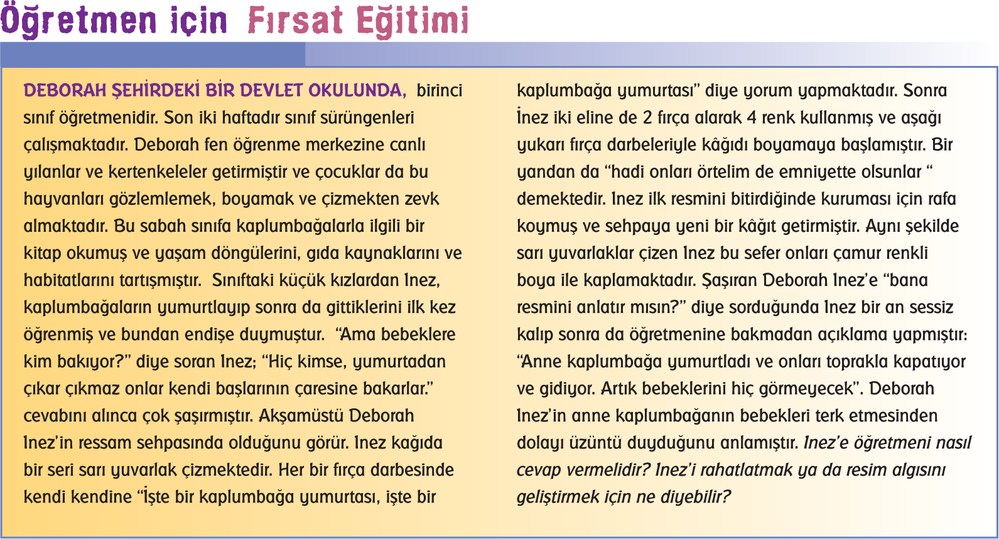 Öğretmen için Fırsat Eğitimi
DEBORAH ŞEHİRDEKİ BİR DEVLET OKULUNDA, birinci
sınıf öğretmenidir. Son iki haftadır sınıf sürüngenleri
çalışmaktadır. Deborah fen öğrenme merkezine canlı
yılanlar ve kertenkeleler getirmiştir ve çocuklar da bu
hayvanları gözlemlemek, boyamak ve çizmekten zevk
almaktadır. Bu sabah sınıfa kaplumbağalarla ilgili bir
kitap okumuş ve yaşam döngülerini, gıda kaynaklarını ve
habitatlarını tartışmıştır. Sınıftaki küçük kızlardan Inez,
kaplumbağaların yumurtlayıp sonra da gittiklerini ilk kez
öğrenmiş ve bundan endişe duymuştur. “Ama bebeklere
kim bakıyor?” diye soran Inez; “Hiç kimse, yumurtadan
çıkar çıkmaz onlar kendi başlarının çaresine bakarlar.”
cevabını alınca çok şaşırmıştır. Akşamüstü Deborah
Inez’in ressam sehpasında olduğunu görür. Inez kağıda
bir seri sarı yuvarlak çizmektedir. Her bir fırça darbesinde
kendi kendine “İşte bir kaplumbağa yumurtası, işte bir
kaplumbağa yumurtası” diye yorum yapmaktadır. Sonra
İnez iki eline de 2 fırça alarak 4 renk kullanmış ve aşağı
yukarı fırça darbeleriyle kâğıdı boyamaya başlamıştır. Bir
yandan da “hadi onları örtelim de emniyette olsunlar “
demektedir. Inez ilk resmini bitirdiğinde kuruması için rafa
koymuş ve sehpaya yeni bir kâğıt getirmiştir. Aynı şekilde
sarı yuvarlaklar çizen Inez bu sefer onları çamur renkli
boya ile kaplamaktadır. Şaşıran Deborah Inez’e “bana
resmini anlatır mısın?” diye sorduğunda Inez bir an sessiz
kalıp sonra da öğretmenine bakmadan açıklama yapmıştır:
“Anne kaplumbağa yumurtladı ve onları toprakla kapatıyor
ve gidiyor. Artık bebeklerini hiç görmeyecek”. Deborah
Inez’in anne kaplumbağanın bebekleri terk etmesinden
dolayı üzüntü duyduğunu anlamıştır. Inez’e öğretmeni nasıl
cevap vermelidir? Inez’i rahatlatmak ya da resim algısını
geliştirmek için ne diyebilir?